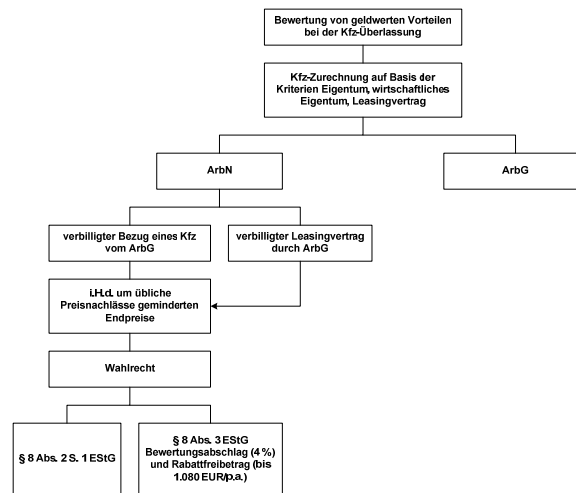 Bewertung von geldwerten Vorteilen
bei der Kfz-Überlassung
Kfz-Zurechnung auf Basis der
Kriterien Eigentum, wirtschaftliches
Eigentum, Leasingvertrag
ArbN
ArbG
verbilligter Bezug eines Kfz
vom ArbG
verbilligter Leasingvertrag
durch ArbG
i.H.d. um übliche
Preisnachlässe geminderten
Endpreise
Wahlrecht
§ 8 Abs. 2 S. 1 EStG
§ 8 Abs. 3 EStG
Bewertungsabschlag (4 %)
und Rabattfreibetrag (bis
1.080 EUR/p.a.)